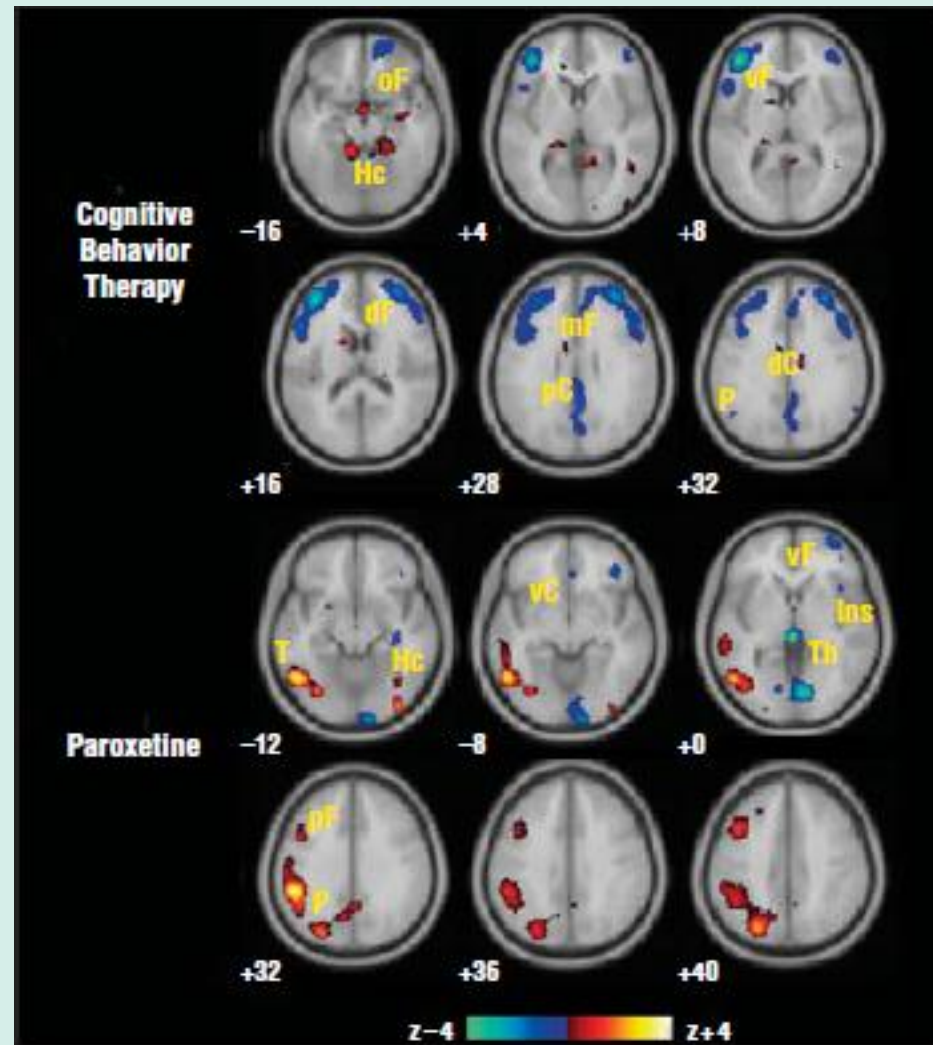 oF
Hc
vF
Cognitive
Behavior
Therapy
−16
+4
+8
dF
mF
pC
dC
P
+16
+28
+32
T
Hc
vC
vF
Ins
Th
Paroxetine
−12
−8
+0
pF
P
+32
+36
+40
z−4
z+4